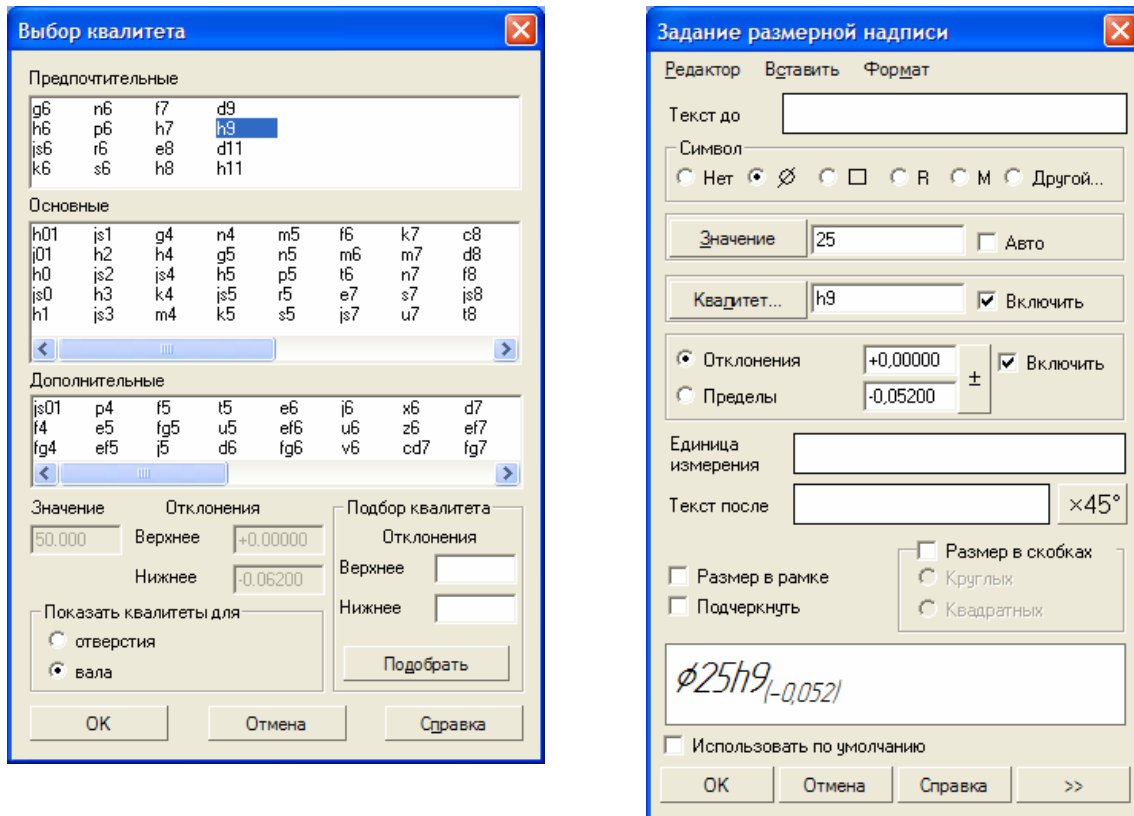 Выбор квалитета
Предпочтительные
g6 n6 f7 d9
h6 p6 h7 h9
js6 r6 e8 d11
k6 s6 h8 h11
Основные
h01 js1 g4 n4 m5 f6 k7 c8
j01 h2 h4 g5 n5 m6 m7 d8
h0 js2 js4 h5 p5 t6 n7 f8
js0 h3 k4 js5 r5 e7 s7 js8
h1 js3 m4 k5 s5 js7 u7 t8
Дополнительные
js01 p4 f5 t5 e6 j6 x6 d7
f4 e5 fg5 u5 ef6 u6 z6 ef7
fg4 ef5 j5 d6 fg6 v6 cd7 fg7
Значение Отклонения
50.000 Верхнее +0.00000
Нижнее -0.06200
Показать квалитеты для
отверстия
вала
Подбор квалитета
Отклонения
Верхнее
Нижнее
Подобрать
OK Отмена Справка
Задание размерной надписи
Редактор Вставить Формат
Текст до
Символ
Нет Ø □ R M Другой...
Значение 25 Авто
Квалитет... h9 Включить
Отклонения +0,00000 ± Включить
Пределы -0,05200
Единица
измерения
Текст после ×45°
Размер в рамке
Подчеркнуть
Размер в скобках
Круглых
Квадратных
Ø25h9(-0,052)
Использовать по умолчанию
OK Отмена Справка >>